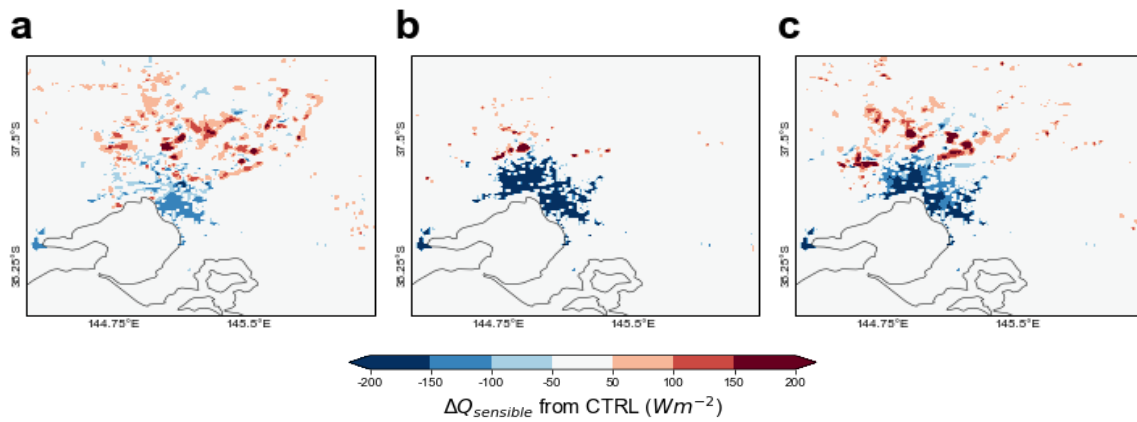 a b c
37.5°S 37.5°S 37.5°S
38.25°S 38.25°S 38.25°S
144.75°E 145.5°E 144.75°E 145.5°E 144.75°E 145.5°E
-200 -150 -100 -50 50 100 150 200
ΔQsensible from CTRL (Wm−2)